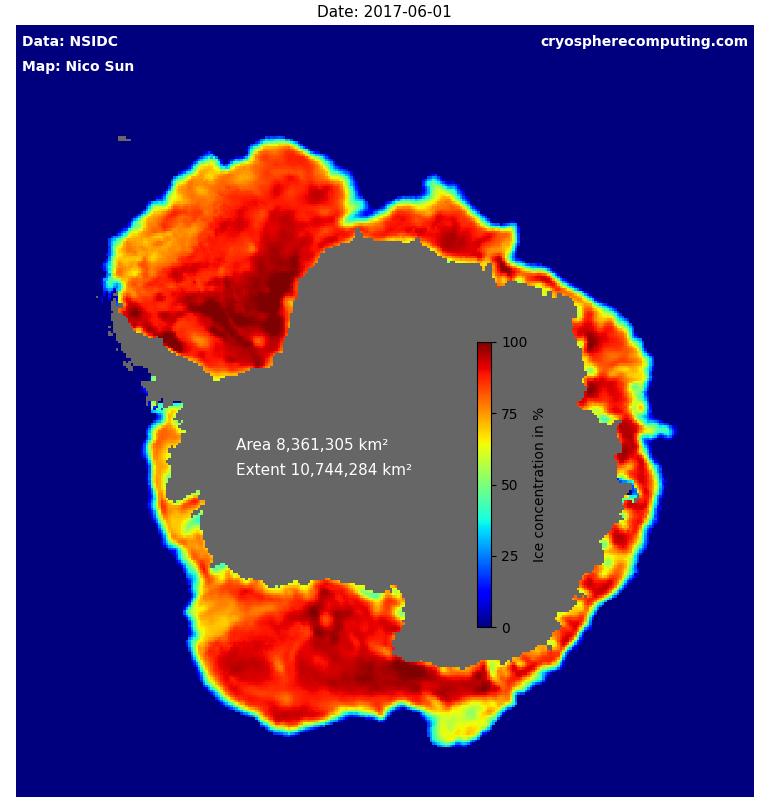 Date: 2017-06-01
Data: NSIDC
cryospherecomputing.com
Map: Nico Sun
100
75
50
25
0
Ice concentration in %
Area 8,361,305 km²
Extent 10,744,284 km²